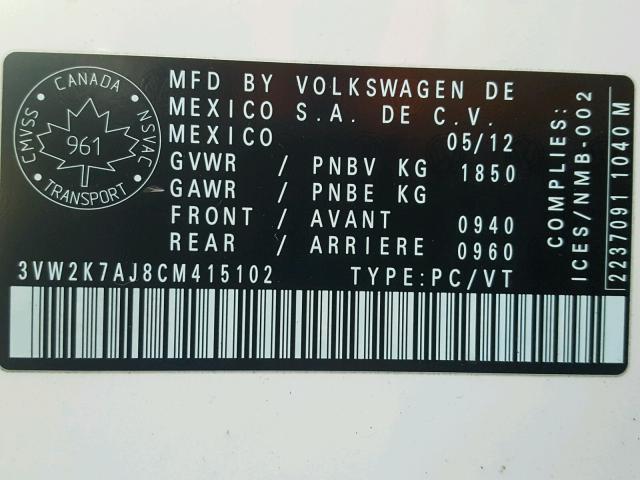 CANADA
CMVSS
NSVAC
961
TRANSPORT
MFD BY VOLKSWAGEN DE
MEXICO S.A. DE C.V.
MEXICO 05/12
GVWR / PNBV KG 1850
GAWR / PNBE KG
FRONT / AVANT 0940
REAR / ARRIERE 0960
3VW2K7AJ8CM415102 TYPE:PC/VT
COMPLIES:
ICES/NMB-002
2237091 1040 M